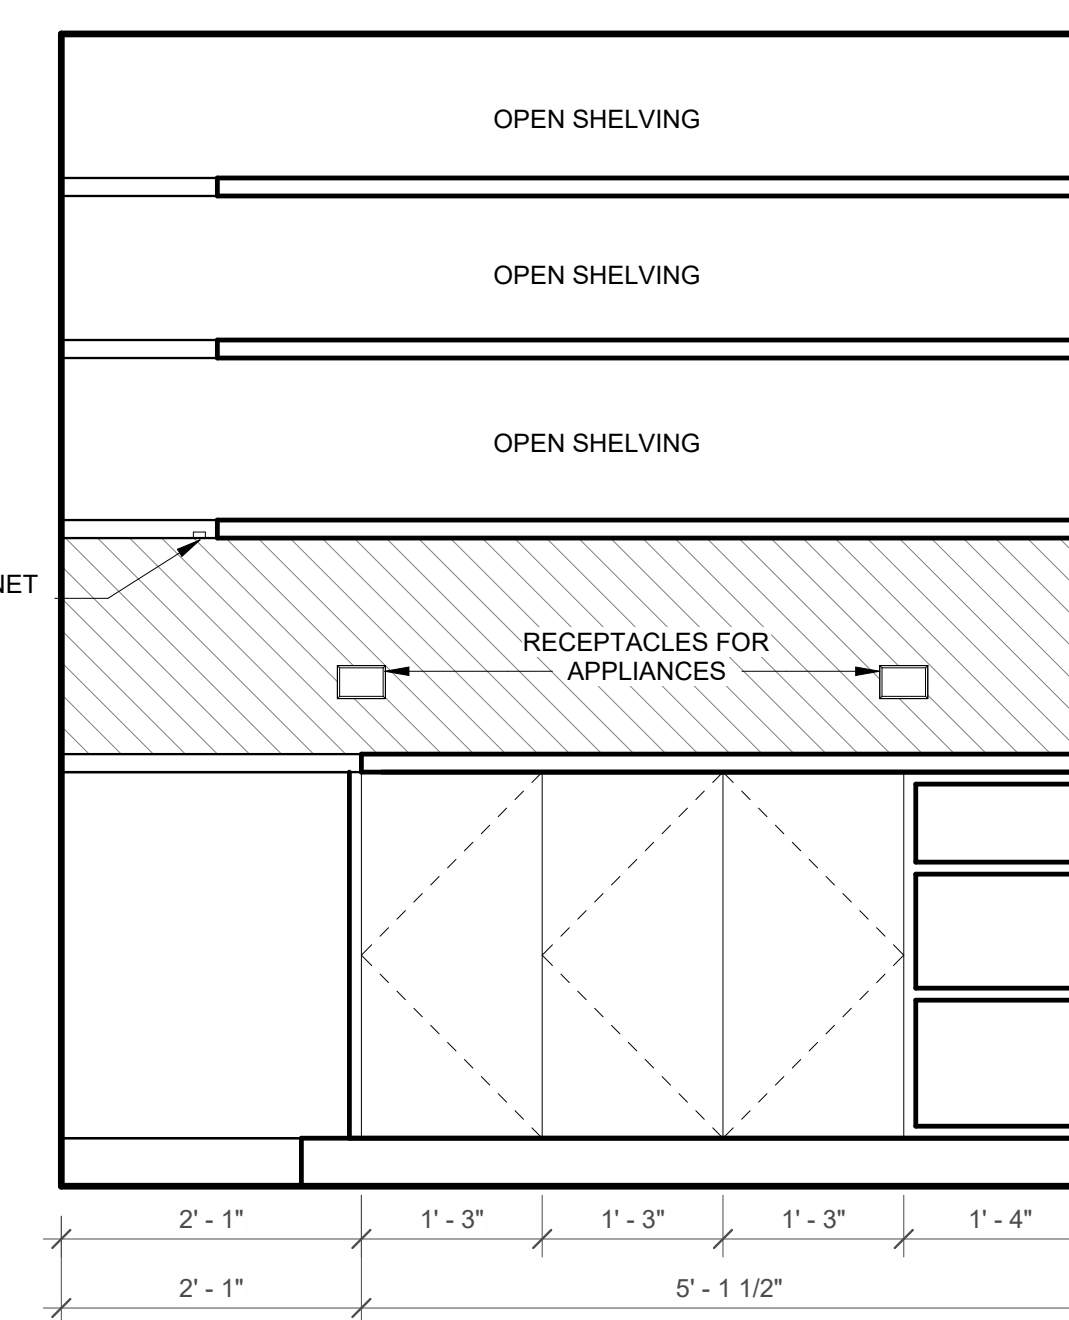 OPEN SHELVING
OPEN SHELVING
OPEN SHELVING
NET
RECEPTACLES FOR
APPLIANCES
2' - 1"
1' - 3"
1' - 3"
1' - 3"
1' - 4"
2' - 1"
5' - 1 1/2"